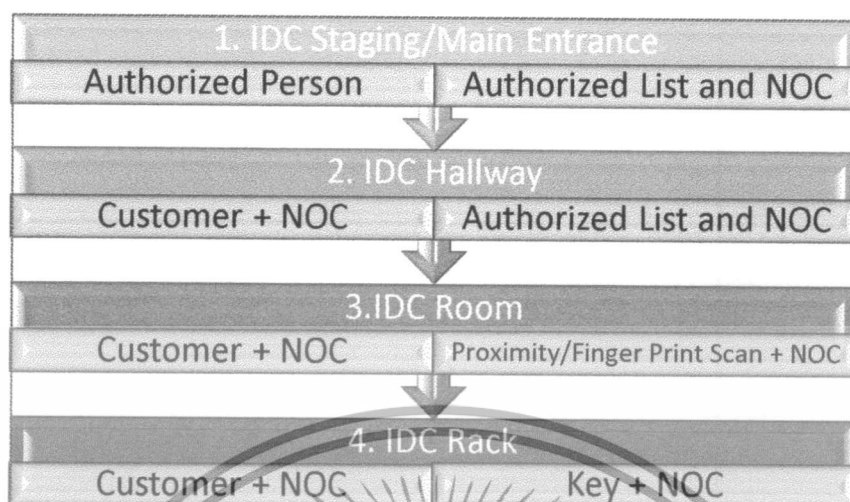 1. IDC Staging/Main Entrance
Authorized Person Authorized List and NOC
2. IDC Hallway
Customer + NOC Authorized List and NOC
3.IDC Room
Customer + NOC Proximity/Finger Print Scan + NOC
4. IDC Rack
Customer + NOC Key + NOC